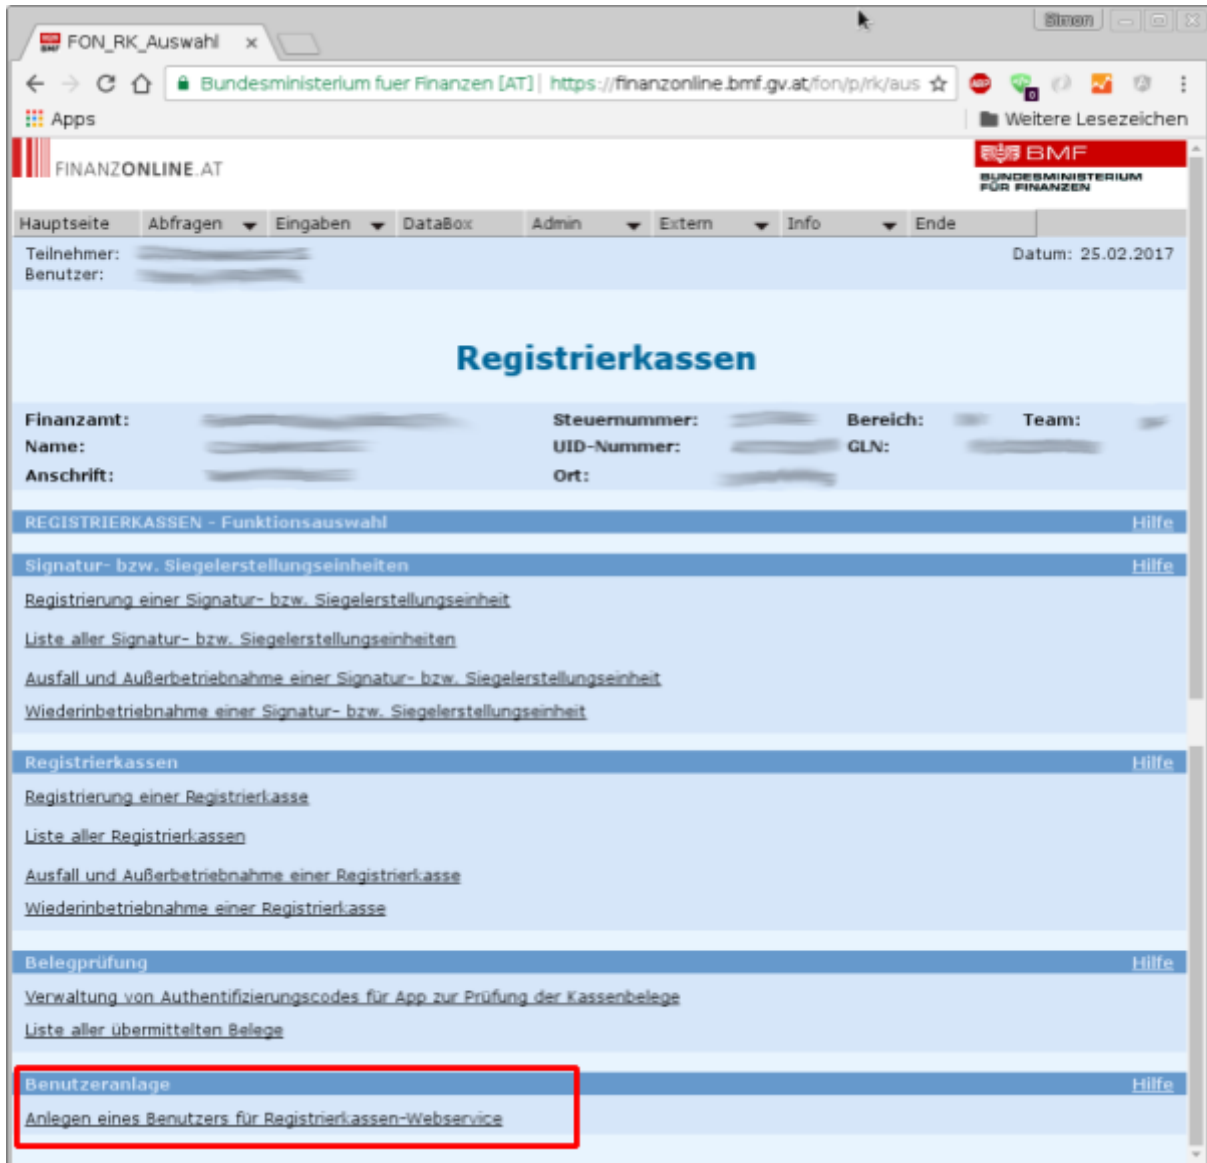 Simon
FON_RK_Auswahl
Bundesministerium fuer Finanzen [AT] https://finanzonline.bmf.gv.at/fon/p/rk/aus
0
Apps
Weitere Lesezeichen
FINANZONLINE.AT
BMF
BUNDESMINISTERIUM
FÜR FINANZEN
Hauptseite Abfragen Eingaben DataBox Admin Extern Info Ende
Teilnehmer: Datum: 25.02.2017
Benutzer:
Registrierkassen
Finanzamt: Steuernummer: Bereich: Team:
Name: UID-Nummer: GLN:
Anschrift: Ort:
REGISTRIERKASSEN - Funktionsauswahl Hilfe
Signatur- bzw. Siegelerstellungseinheiten Hilfe
Registrierung einer Signatur- bzw. Siegelerstellungseinheit
Liste aller Signatur- bzw. Siegelerstellungseinheiten
Ausfall und Außerbetriebnahme einer Signatur- bzw. Siegelerstellungseinheit
Wiederinbetriebnahme einer Signatur- bzw. Siegelerstellungseinheit
Registrierkassen Hilfe
Registrierung einer Registrierkasse
Liste aller Registrierkassen
Ausfall und Außerbetriebnahme einer Registrierkasse
Wiederinbetriebnahme einer Registrierkasse
Belegprüfung Hilfe
Verwaltung von Authentifizierungscodes für App zur Prüfung der Kassenbelege
Liste aller übermittelten Belege
Benutzeranlage Hilfe
Anlegen eines Benutzers für Registrierkassen-Webservice